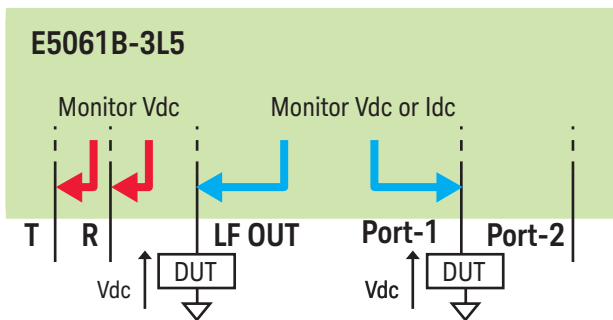 E5061B-3L5
Monitor Vdc
Monitor Vdc or Idc
T
R
LF OUT
Port-1
Port-2
Vdc
DUT
Vdc
DUT